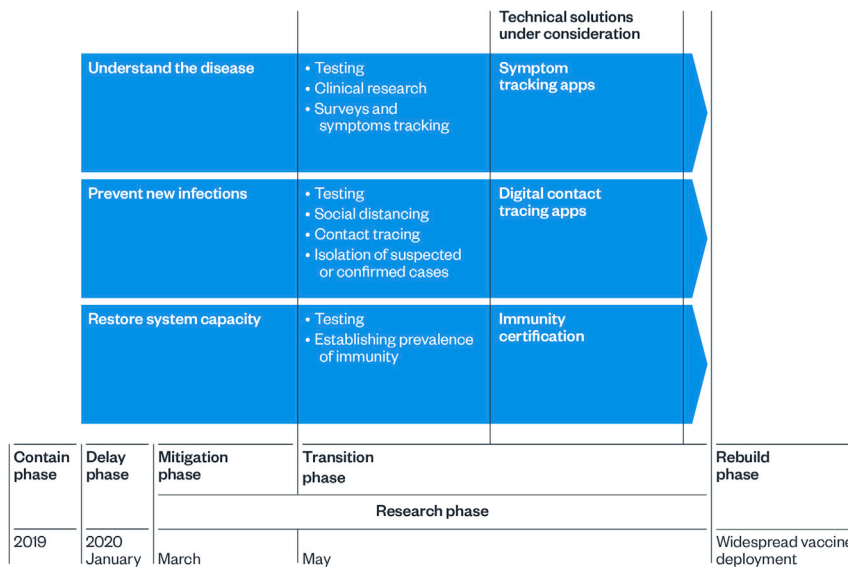 Technical solutions
under consideration
Understand the disease
• Testing
• Clinical research
• Surveys and
symptoms tracking
Symptom
tracking apps
Prevent new infections
• Testing
• Social distancing
• Contact tracing
• Isolation of suspected
or confirmed cases
Digital contact
tracing apps
Restore system capacity
• Testing
• Establishing prevalence
of immunity
Immunity
certification
Contain
phase
Delay
phase
Mitigation
phase
Transition
phase
Rebuild
phase
Research phase
2019
2020
January
March
May
Widespread vaccine
deployment